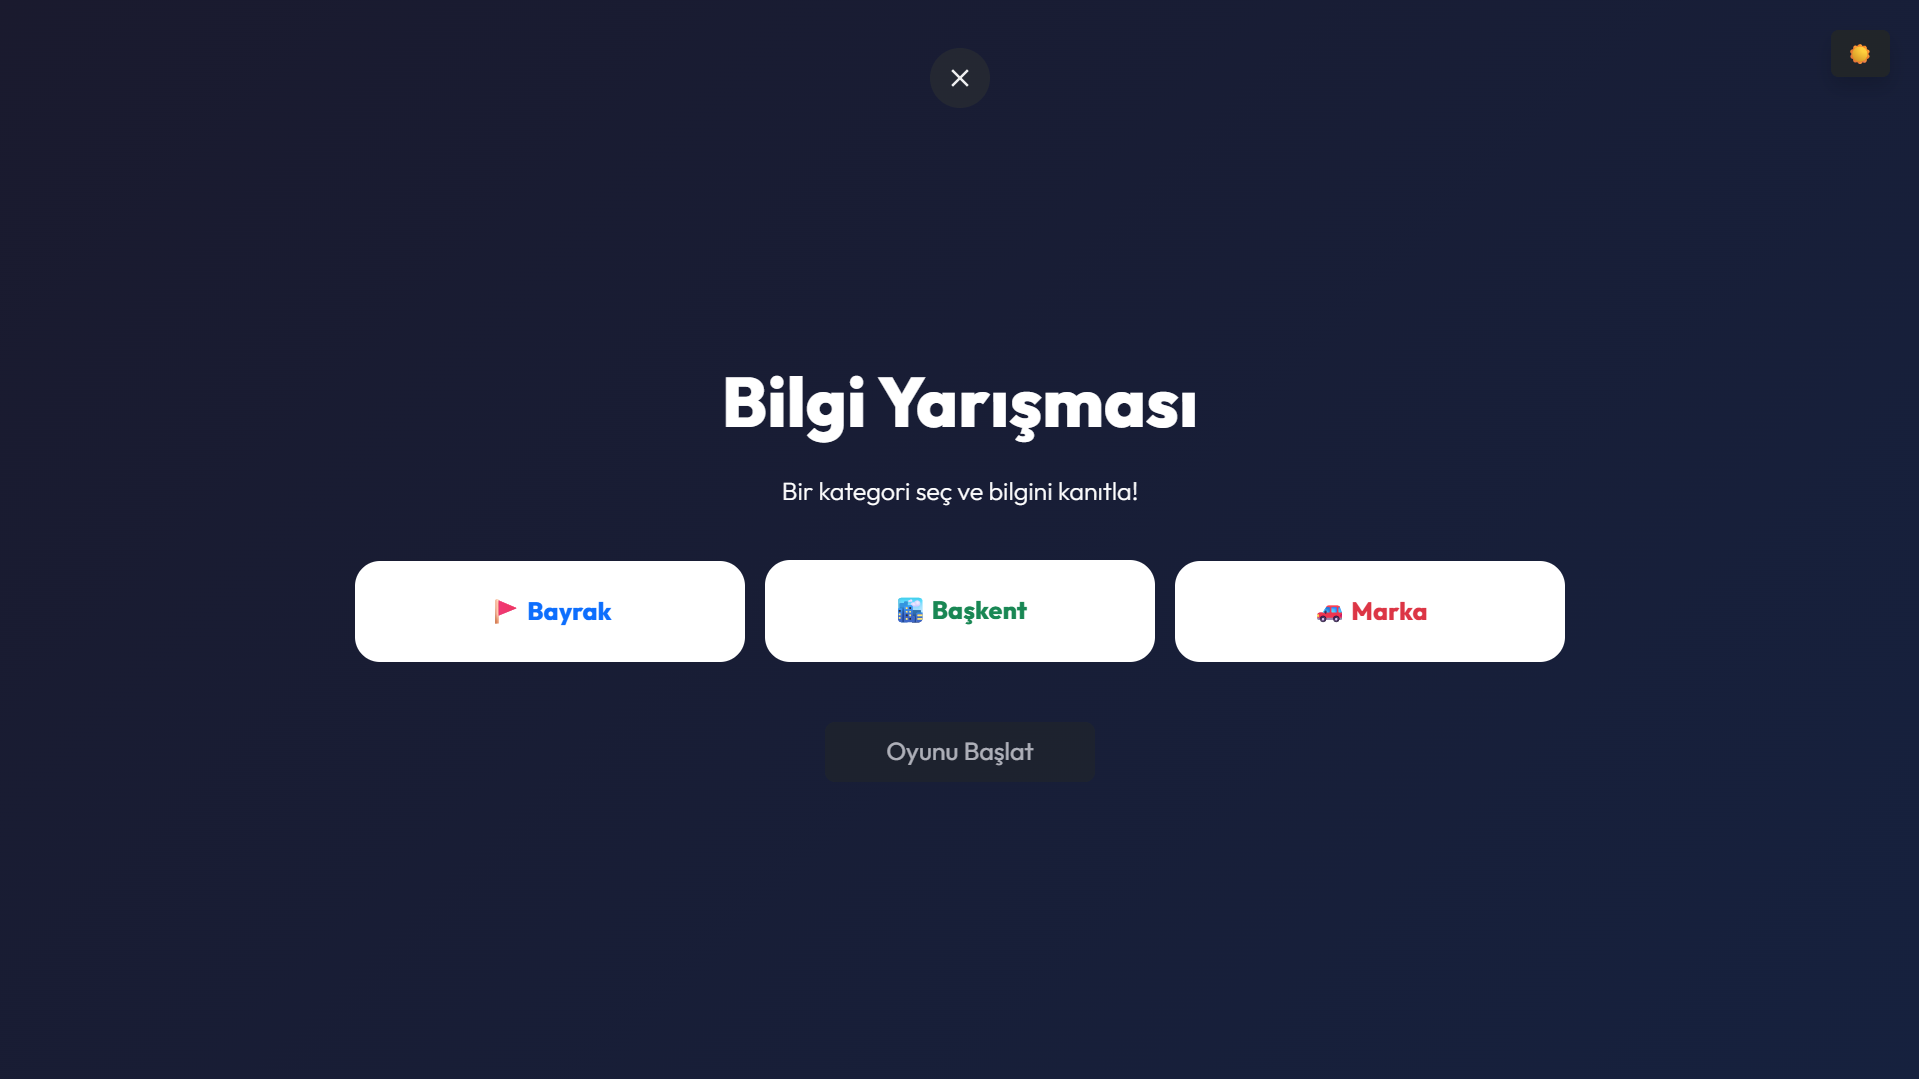 Bilgi Yarışması
Bir kategori seç ve bilgini kanıtla!
Bayrak
Başkent
Marka
Oyunu Başlat